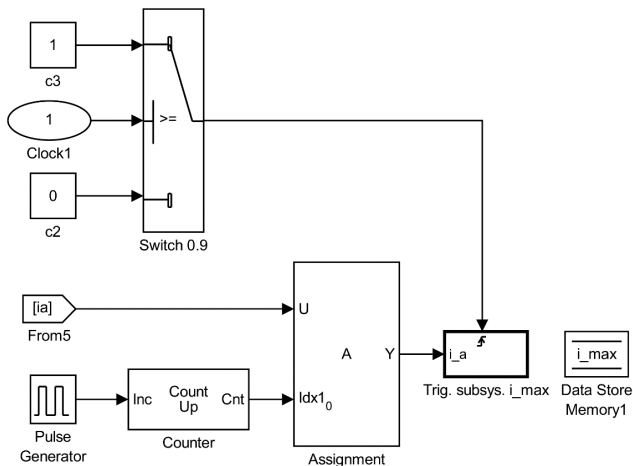 1
c3
1
Clock1
>=
0
c2
Switch 0.9
[ia]
From5
U
A
Y
Idx1 0
i_a
Trig. subsys. i_max
i_max
Data Store
Memory1
Pulse
Generator
Inc
Count
Up
Cnt
Counter
Assignment